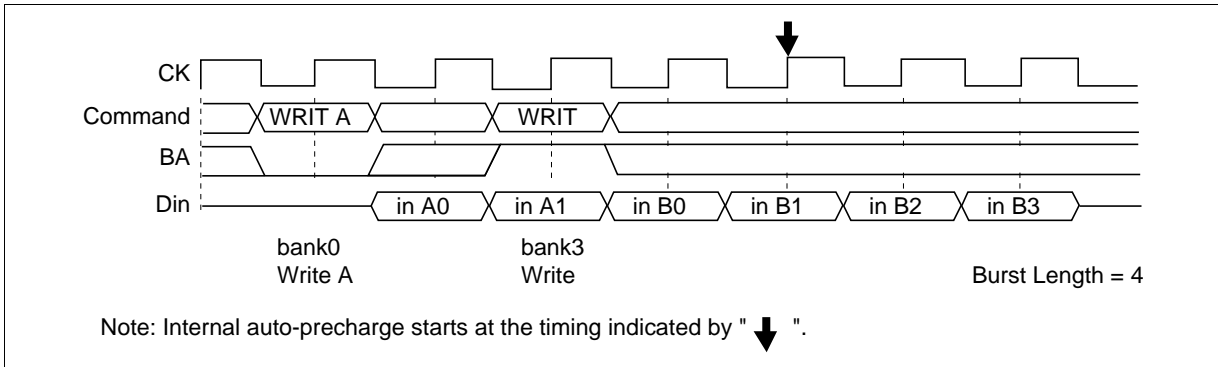 CK
Command WRIT A WRIT
BA
Din in A0 in A1 in B0 in B1 in B2 in B3
bank0 bank3
Write A Write Burst Length = 4
Note: Internal auto-precharge starts at the timing indicated by " ".